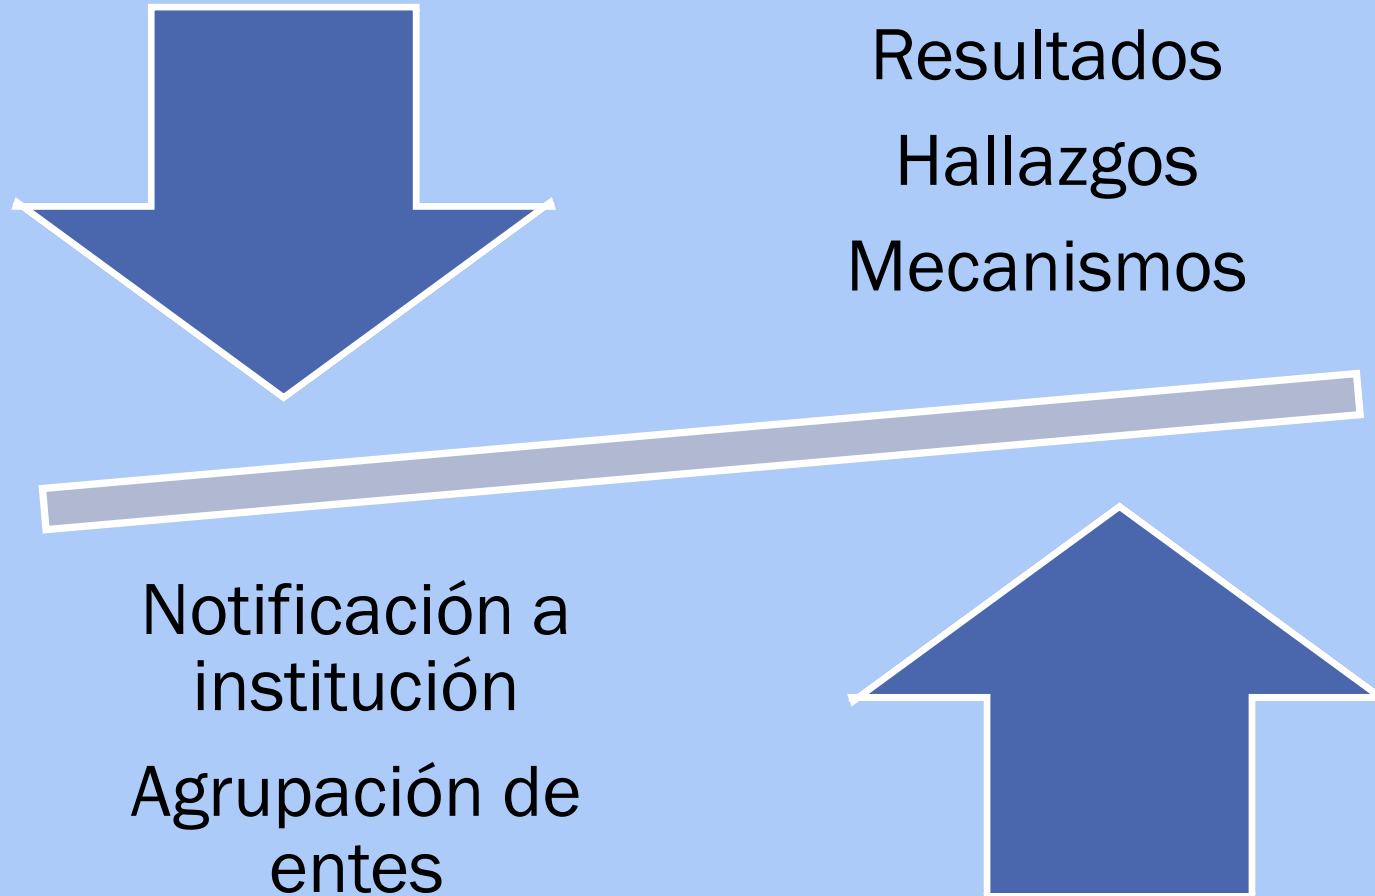 Resultados
Hallazgos
Mecanismos
Notificación a
institución
Agrupación de
entes